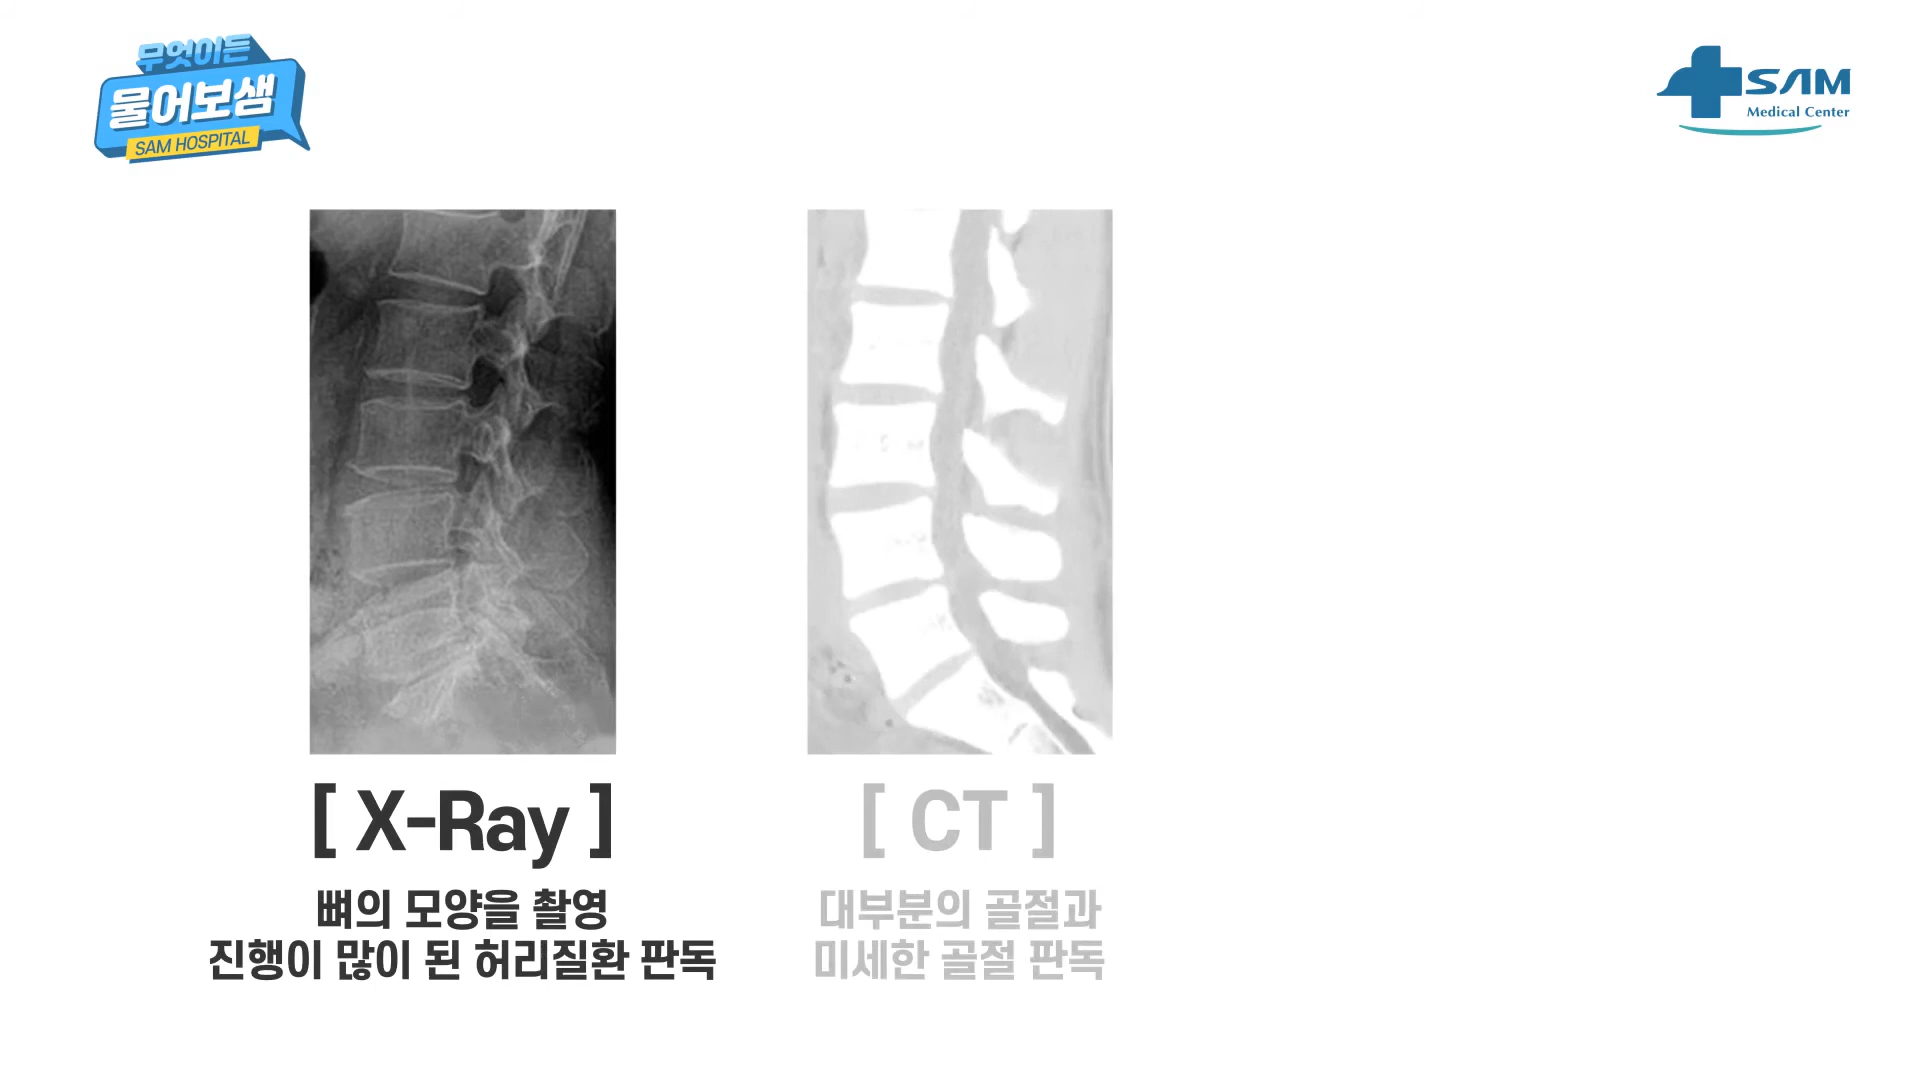 무엇이든
물어보샘
SAM HOSPITAL
SAM
Medical Center
[ X-Ray ]
뼈의 모양을 촬영
진행이 많이 된 허리질환 판독
[ CT ]
대부분의 골절과
미세한 골절 판독